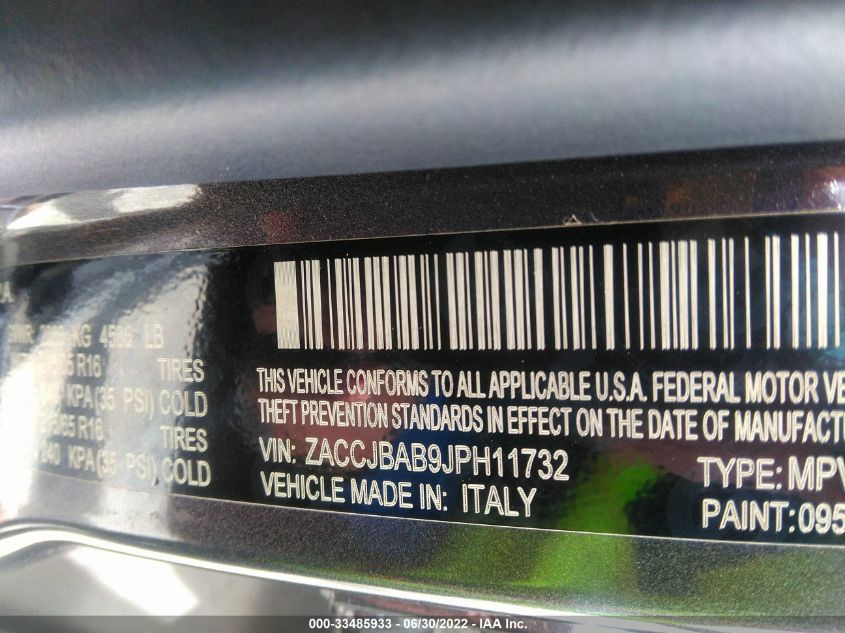 KG LB
R16 TIRES
KPA (35 PSI) COLD
65 R16 TIRES
240 KPA (35 PSI) COLD
THIS VEHICLE CONFORMS TO ALL APPLICABLE U.S.A. FEDERAL MOTOR VE
THEFT PREVENTION STANDARDS IN EFFECT ON THE DATE OF MANUFACTU
VIN: ZACCJBAB9JPH11732 TYPE: MPV
VEHICLE MADE IN: ITALY PAINT: 095
000-33485933 - 06/30/2022 - IAA Inc.